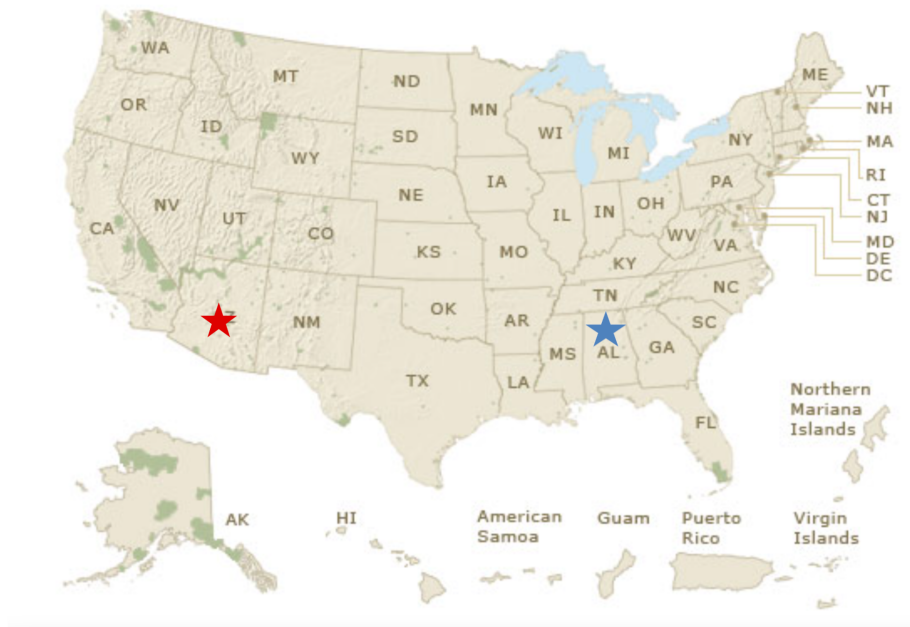 WA
MT
ND
MN
ME
VT
NH
OR
ID
SD
WI
MI
NY
MA
WY
RI
NE
IA
PA
CT
NJ
NV
UT
CO
IL
IN
OH
CA
KS
MO
WV
VA
MD
DE
DC
KY
NC
TN
OK
AR
NM
SC
MS
AL
GA
TX
LA
FL
Northern
Mariana
Islands
AK
HI
American
Samoa
Guam
Puerto
Rico
Virgin
Islands